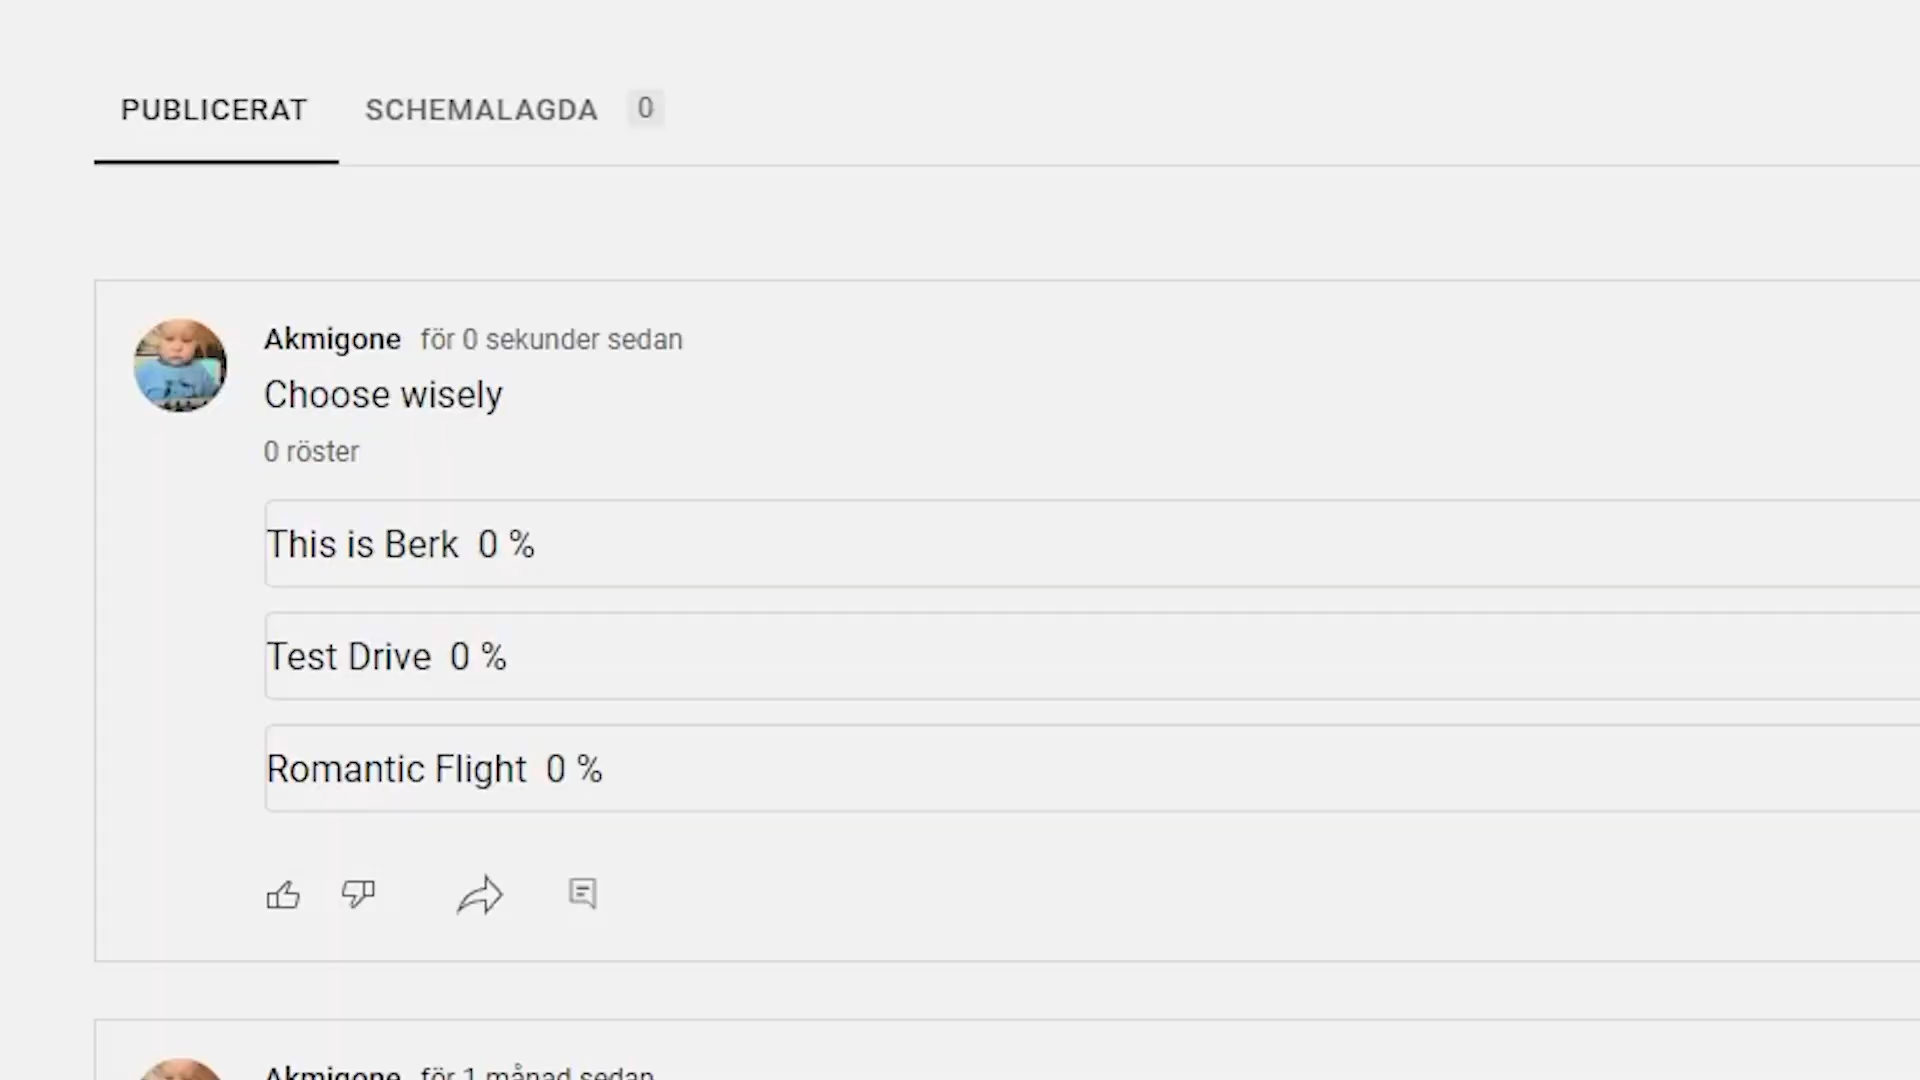 PUBLICERAT SCHEMALAGDA 0
Akmigone för 0 sekunder sedan
Choose wisely
0 röster
This is Berk 0 %
Test Drive 0 %
Romantic Flight 0 %
Akmigone för 1 månad sedan